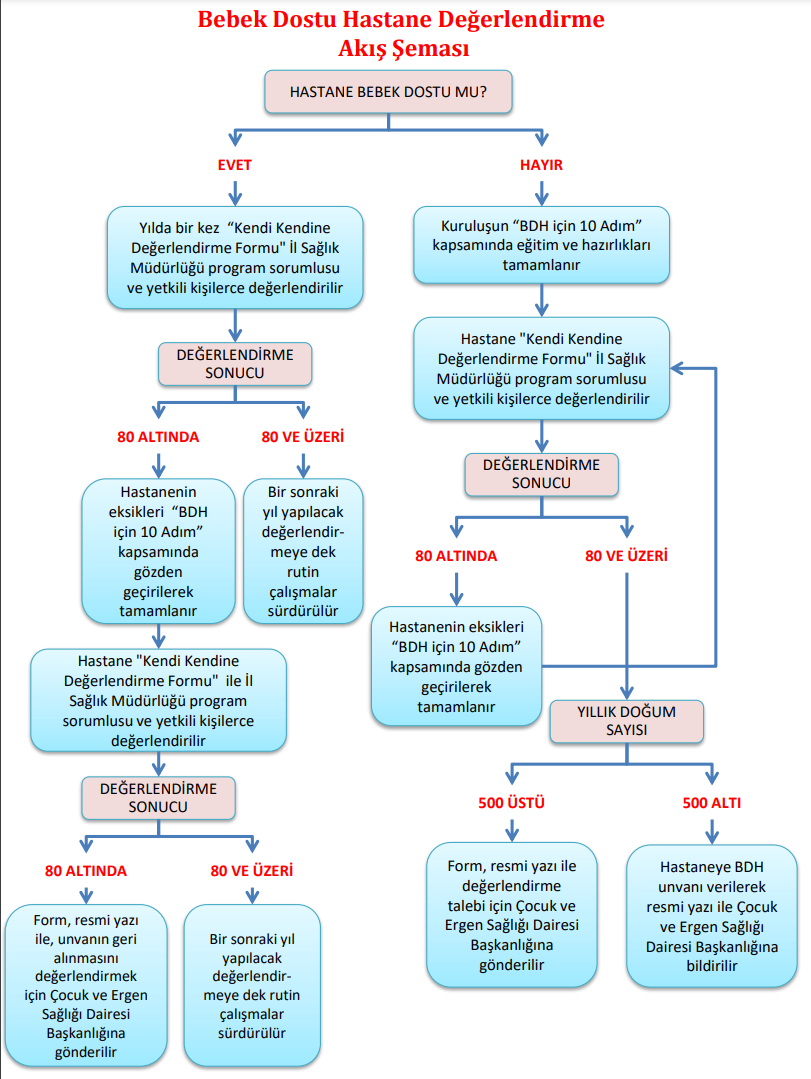 Bebek Dostu Hastane Değerlendirme
Akış Şeması
HASTANE BEBEK DOSTU MU?
EVET
HAYIR
Yılda bir kez “Kendi Kendine
Değerlendirme Formu" İl Sağlık
Müdürlüğü program sorumlusu
ve yetkili kişilerce değerlendirilir
Kuruluşun “BDH için 10 Adım”
kapsamında eğitim ve hazırlıkları
tamamlanır
DEĞERLENDİRME
SONUCU
Hastane "Kendi Kendine
Değerlendirme Formu" İl Sağlık
Müdürlüğü program sorumlusu
ve yetkili kişilerce değerlendirilir
80 ALTINDA
80 VE ÜZERİ
DEĞERLENDİRME
SONUCU
Hastanenin
eksikleri “BDH
için 10 Adım”
kapsamında
gözden
geçirilerek
tamamlanır
Bir sonraki
yıl yapılacak
değerlendir-
meye dek
rutin
çalışmalar
sürdürülür
80 ALTINDA
80 VE ÜZERİ
Hastanenin eksikleri
“BDH için 10 Adım”
kapsamında gözden
geçirilerek
tamamlanır
Hastane "Kendi Kendine
Değerlendirme Formu" ile İl
Sağlık Müdürlüğü program
sorumlusu ve yetkili kişilerce
değerlendirilir
YILLIK DOĞUM
SAYISI
DEĞERLENDİRME
SONUCU
500 ÜSTÜ
500 ALTI
80 ALTINDA
80 VE ÜZERİ
Form, resmi yazı ile
değerlendirme
talebi için Çocuk ve
Ergen Sağlığı Dairesi
Başkanlığına
gönderilir
Hastaneye BDH
unvanı verilerek
resmi yazı ile Çocuk
ve Ergen Sağlığı
Dairesi Başkanlığına
bildirilir
Form, resmi yazı
ile, unvanın geri
alınmasını
değerlendirmek
için Çocuk ve Ergen
Sağlığı Dairesi
Başkanlığına
gönderilir
Bir sonraki yıl
yapılacak
değerlendir-
meye dek rutin
çalışmalar
sürdürülür